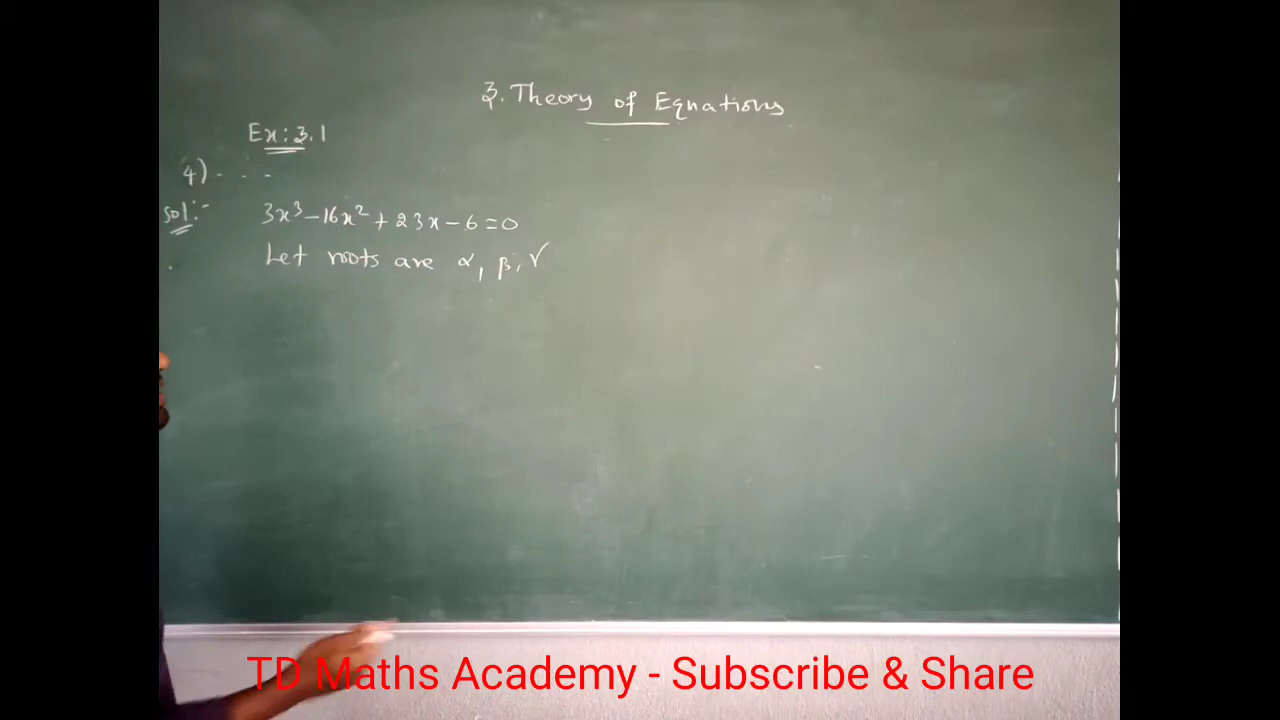 3. Theory of Equations
Ex: 3.1
4) - - -
Sol:-
3x³ - 16x² + 23x - 6 = 0
Let roots are α, β, γ
TD Maths Academy - Subscribe & Share